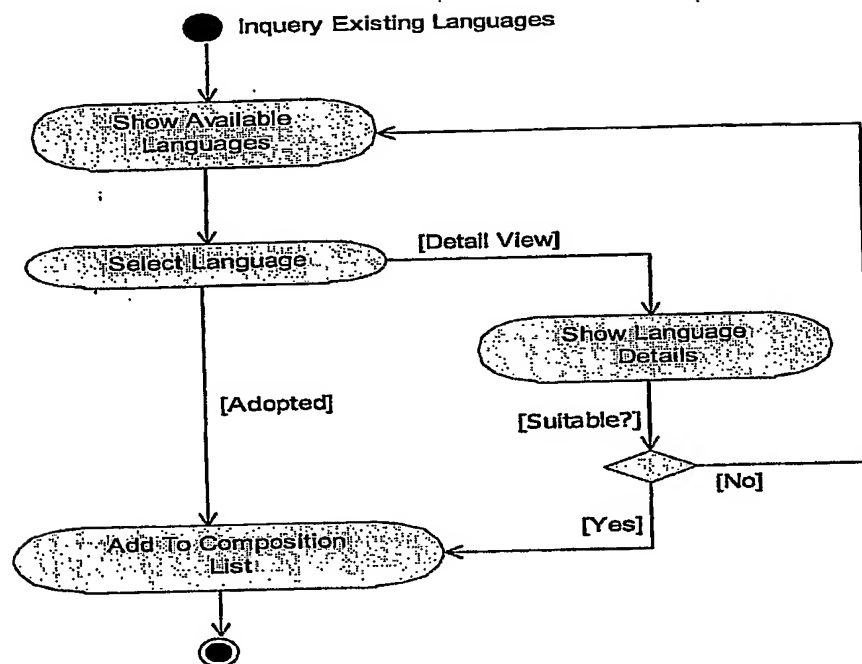 Inquery Existing Languages
Show Available
Languages
Select Language
[Detail View]
Show Language
Details
[Adopted]
[Suitable?]
[No]
[Yes]
Add To Composition
List